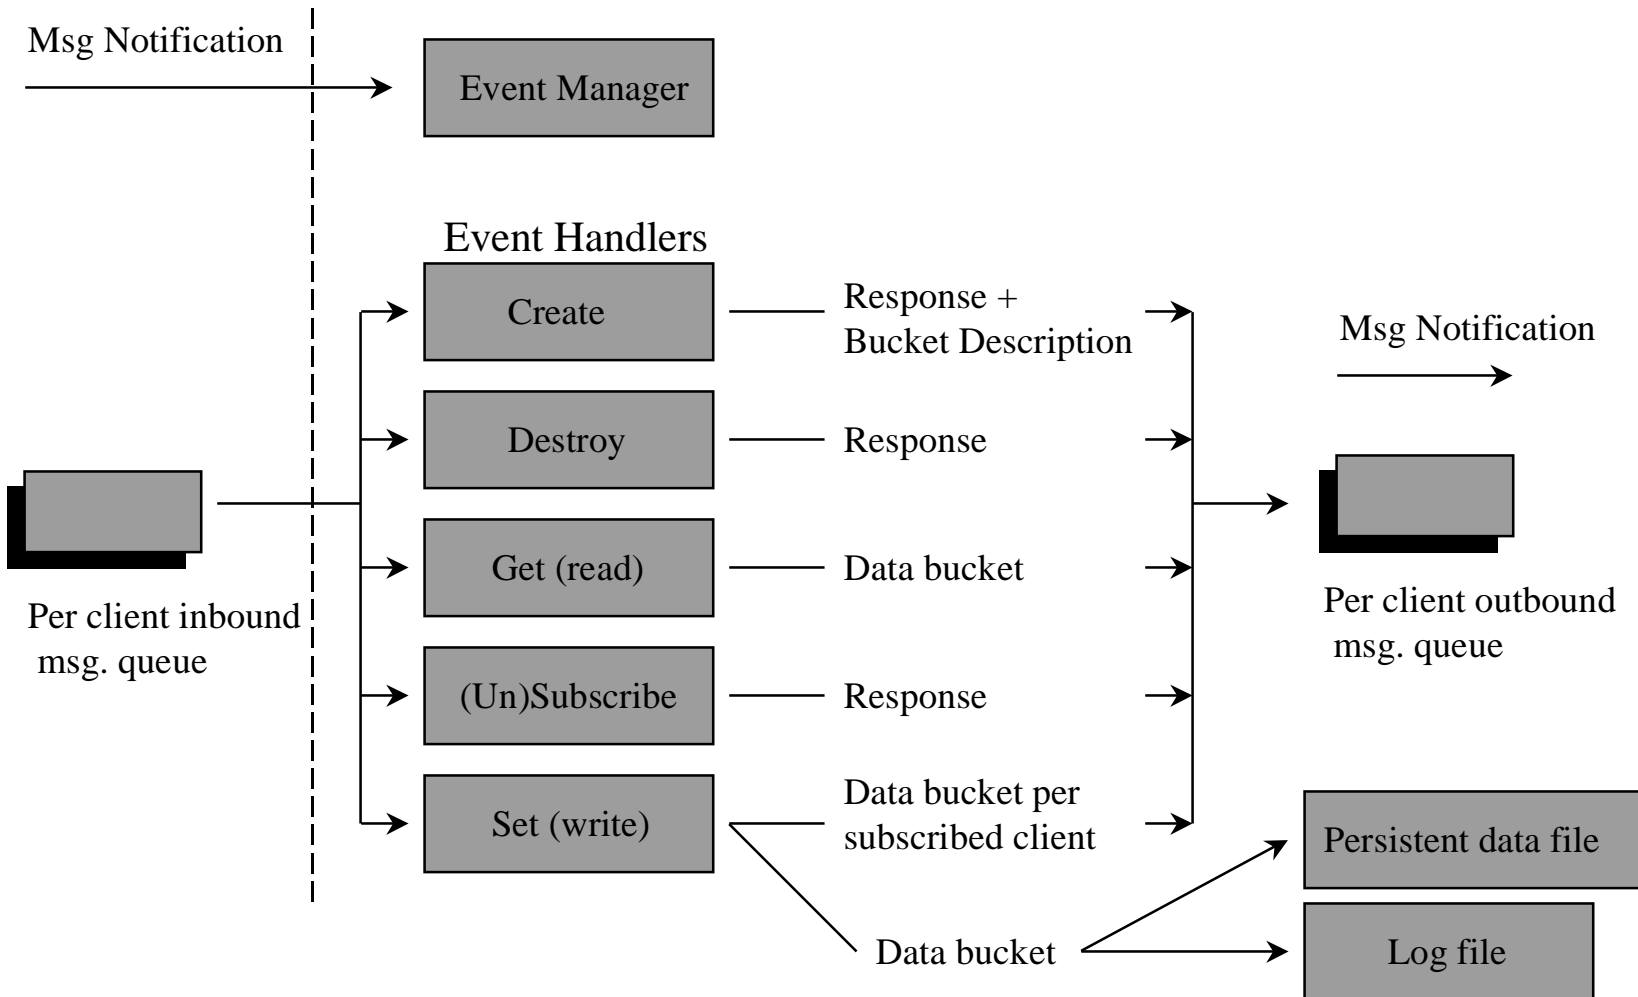 Msg Notification
Event Manager
Event Handlers
Create
Response +
Bucket Description
Msg Notification
Destroy
Response
Get (read)
Data bucket
Per client inbound
msg. queue
Per client outbound
msg. queue
(Un)Subscribe
Response
Set (write)
Data bucket per
subscribed client
Persistent data file
Data bucket
Log file